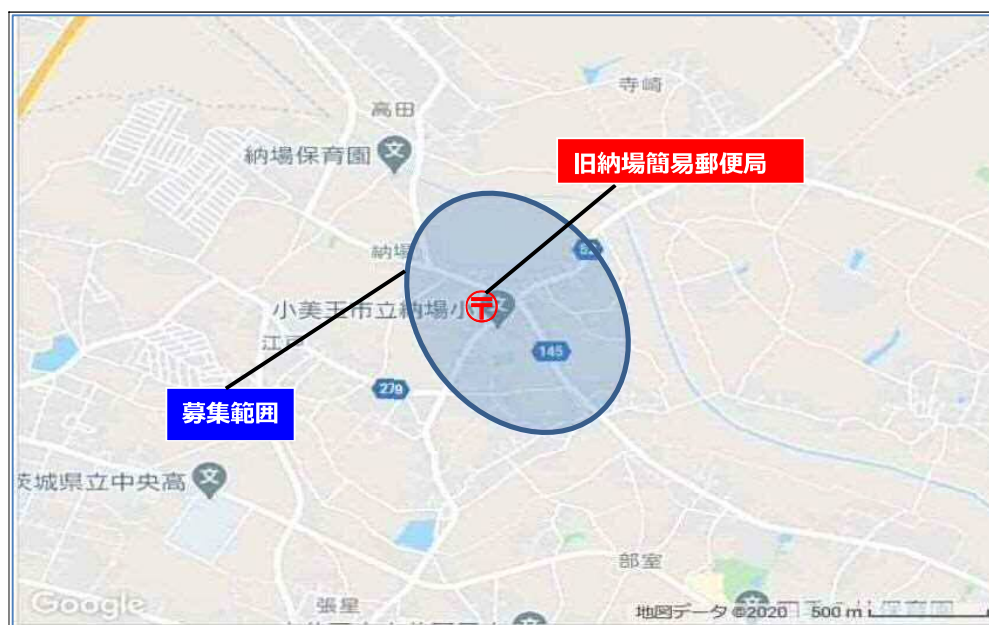 寺崎
高田
納場保育園
旧納場簡易郵便局
納場
52
小美玉市立納場小
江戸
145
279
募集範囲
茨城県立中央高
部室
Google
張星
地図データ ©2020
500 m